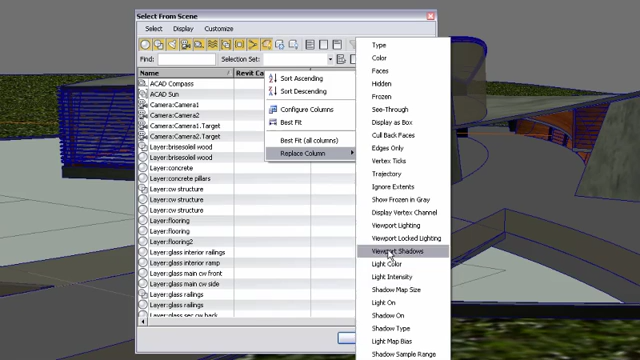 Select From Scene
Select Display Customize
Find: Selection Set:
Name Revit Ca
ACAD Compass
ACAD Sun
Camera:Camera1
Camera:Camera2
Camera:Camera1.Target
Camera:Camera2.Target
Layer:brisesoleil wood
Layer:brisesoleil wood
Layer:concrete
Layer:concrete pillars
Layer:cw structure
Layer:cw structure
Layer:cw structure
Layer:flooring
Layer:flooring
Layer:flooring2
Layer:glass interior railings
Layer:glass interior ramp
Layer:glass main cw front
Layer:glass main cw side
Layer:glass railings
Layer:glass railings
Layer:glass sec cw back
Sort Ascending
Sort Descending
Configure Columns
Best Fit
Best Fit (all columns)
Replace Column
Type
Color
Faces
Hidden
Frozen
See-Through
Display as Box
Cull Back Faces
Edges Only
Vertex Ticks
Trajectory
Ignore Extents
Show Frozen in Gray
Display Vertex Channel
Viewport Lighting
Viewport Locked Lighting
Viewport Shadows
Light Color
Light Intensity
Shadow Map Size
Light On
Shadow On
Shadow Type
Light Map Bias
Shadow Sample Range